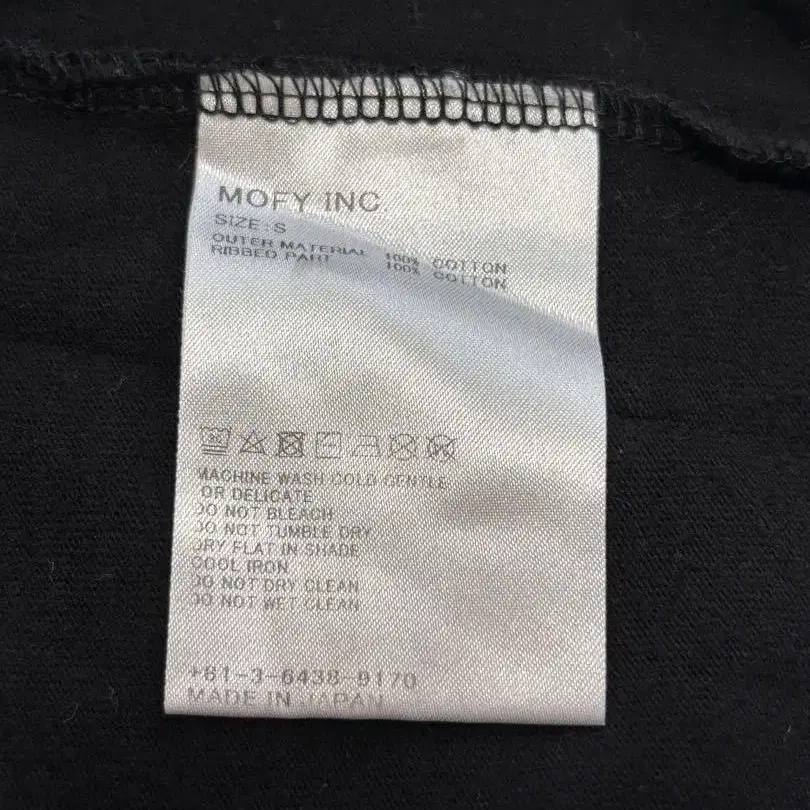 MOFY INC.
SIZE:S
OUTER MATERIAL 100% COTTON
RIBBED PART 100% COTTON
MACHINE WASH COLD GENTLE
OR DELICATE
DO NOT BLEACH
DO NOT TUMBLE DRY
DRY FLAT IN SHADE
COOL IRON
DO NOT DRY CLEAN
DO NOT WET CLEAN
+81-3-6438-9170
MADE IN JAPAN